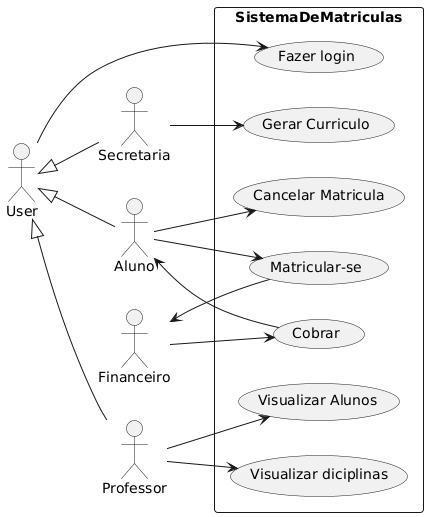 SistemaDeMatriculas
Fazer login
Secretaria
Gerar Curriculo
User
Cancelar Matricula
Aluno
Matricular-se
Financeiro
Cobrar
Visualizar Alunos
Professor
Visualizar diciplinas